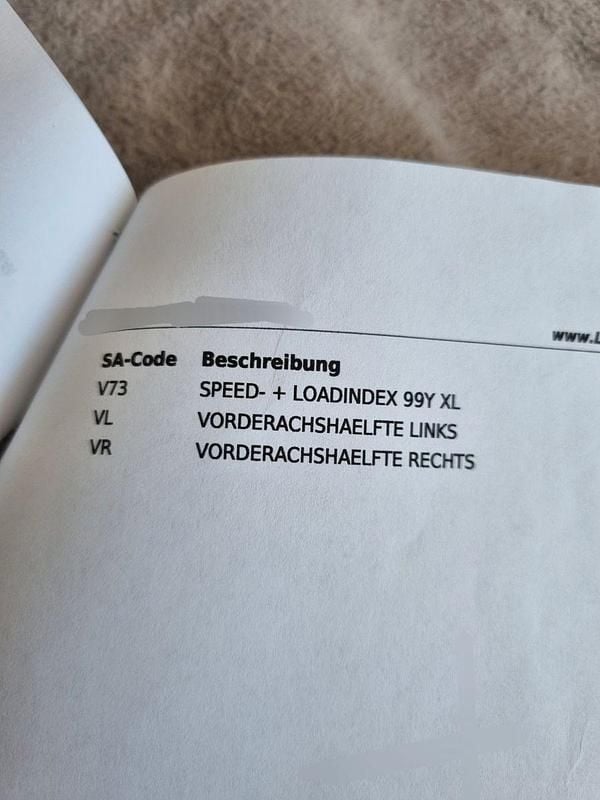 www.L
SA-Code Beschreibung
V73 SPEED- + LOADINDEX 99Y XL
VL VORDERACHSHAELFTE LINKS
VR VORDERACHSHAELFTE RECHTS